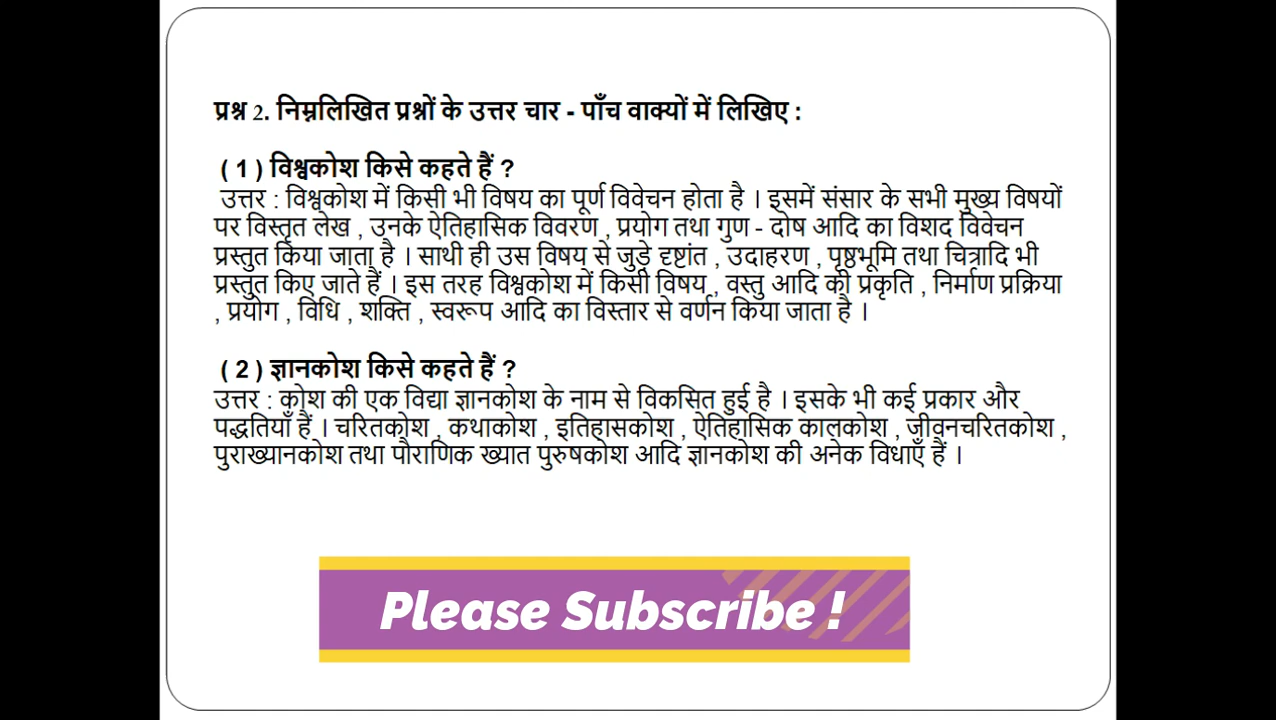 प्रश्न 2. निम्नलिखित प्रश्नों के उत्तर चार - पाँच वाक्यों में लिखिए :
( 1 ) विश्वकोश किसे कहते हैं ?
उत्तर : विश्वकोश में किसी भी विषय का पूर्ण विवेचन होता है । इसमें संसार के सभी मुख्य विषयों
पर विस्तृत लेख , उनके ऐतिहासिक विवरण , प्रयोग तथा गुण - दोष आदि का विशद विवेचन
प्रस्तुत किया जाता है । साथी ही उस विषय से जुड़े दृष्टांत , उदाहरण , पृष्ठभूमि तथा चित्रादि भी
प्रस्तुत किए जाते हैं । इस तरह विश्वकोश में किसी विषय , वस्तु आदि की प्रकृति , निर्माण प्रक्रिया
, प्रयोग , विधि , शक्ति , स्वरूप आदि का विस्तार से वर्णन किया जाता है ।
( 2 ) ज्ञानकोश किसे कहते हैं ?
उत्तर : कोश की एक विद्या ज्ञानकोश के नाम से विकसित हुई है । इसके भी कई प्रकार और
पद्धतियाँ हैं । चरितकोश , कथाकोश , इतिहासकोश , ऐतिहासिक कालकोश , जीवनचरितकोश ,
पुराख्यानकोश तथा पौराणिक ख्यात पुरुषकोश आदि ज्ञानकोश की अनेक विधाएँ हैं ।
Please Subscribe !